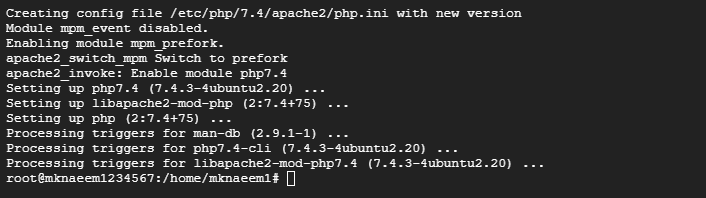 Creating config file /etc/php/7.4/apache2/php.ini with new version
Module mpm_event disabled.
Enabling module mpm_prefork.
apache2_switch_mpm Switch to prefork
apache2_invoke: Enable module php7.4
Setting up php7.4 (7.4.3-4ubuntu2.20) ...
Setting up libapache2-mod-php (2:7.4+75) ...
Setting up php (2:7.4+75) ...
Processing triggers for man-db (2.9.1-1) ...
Processing triggers for php7.4-cli (7.4.3-4ubuntu2.20) ...
Processing triggers for libapache2-mod-php7.4 (7.4.3-4ubuntu2.20) ...
root@mknaeem1234567:/home/mknaeem1#